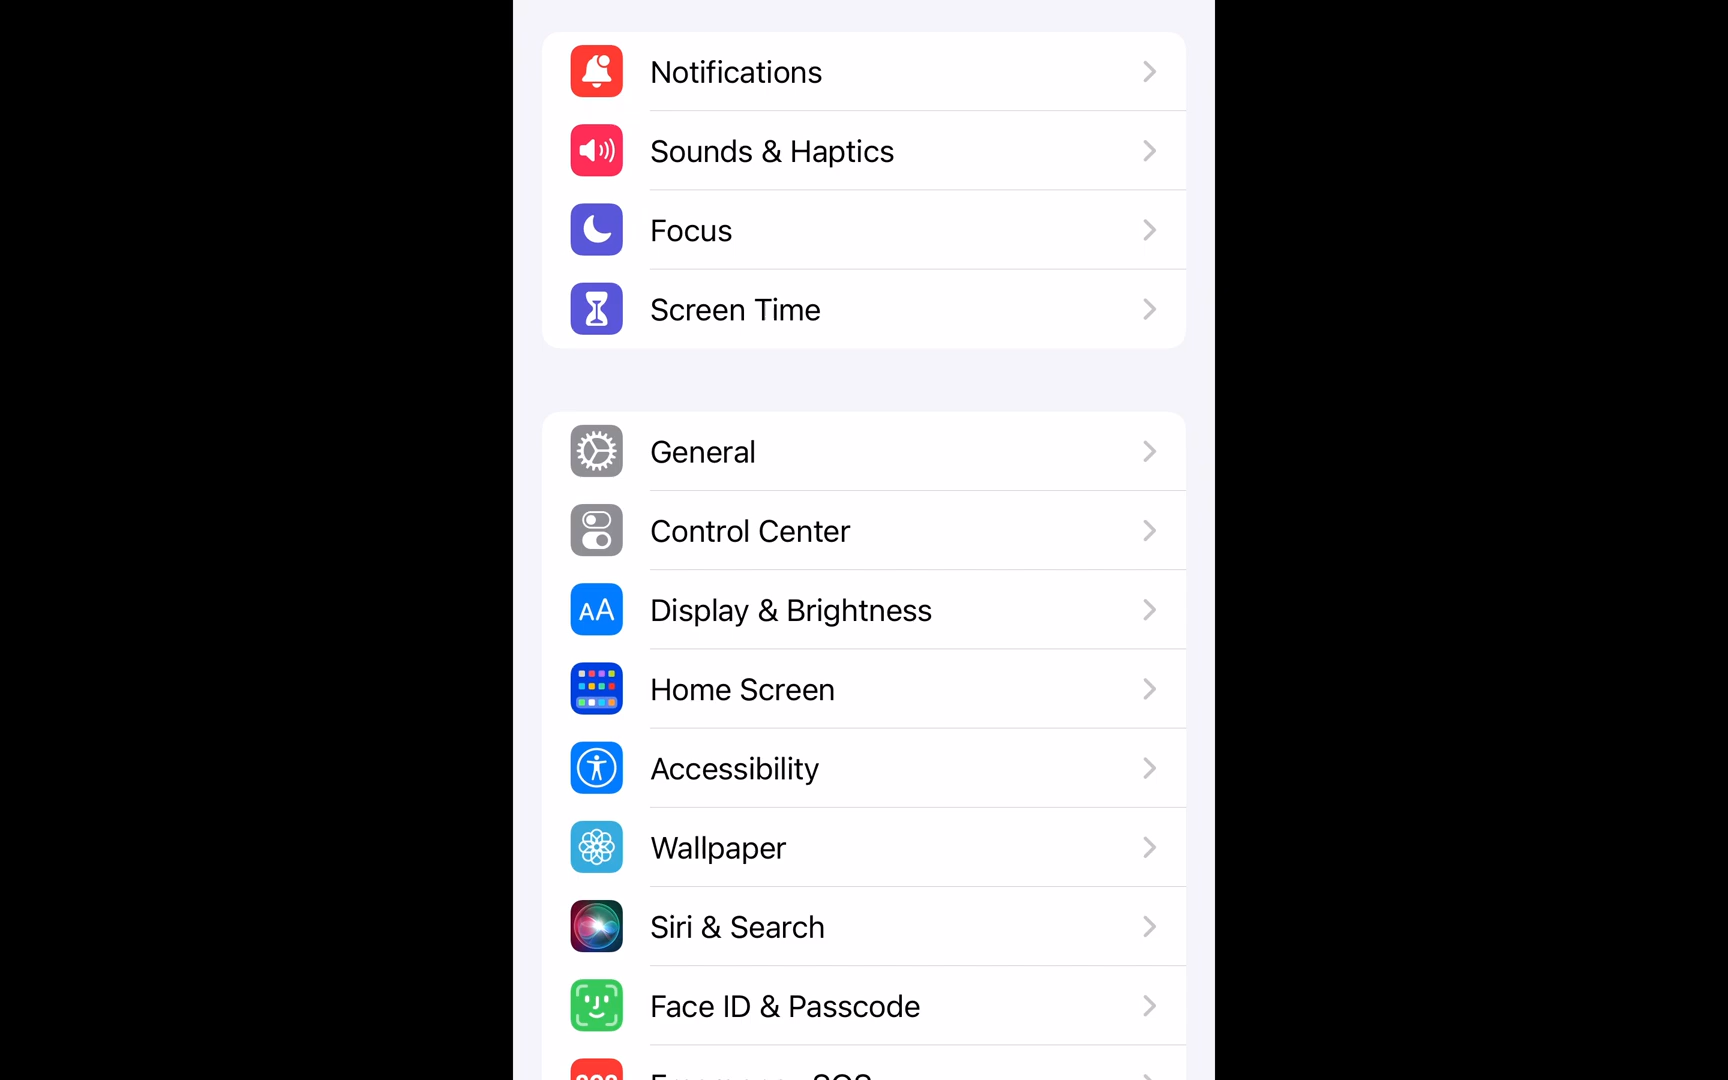 Notifications
Sounds & Haptics
Focus
Screen Time
General
Control Center
AA
Display & Brightness
Home Screen
Accessibility
Wallpaper
Siri & Search
Face ID & Passcode